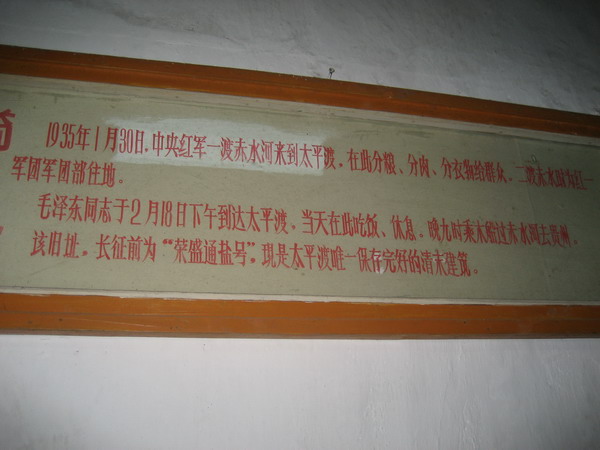 1935年1月30日,中央红军一渡赤水河来到太平渡,在此分粮、分肉、分衣物给群众,二渡赤水时为红一
军团军团部住地。
毛泽东同志于2月18日下午到达太平渡、当天在此吃饭、休息,晚九时乘木船过赤水河去贵州。
该旧址,长征前为“荣盛通盐号”,现是太平渡唯一保存完好的清末建筑。